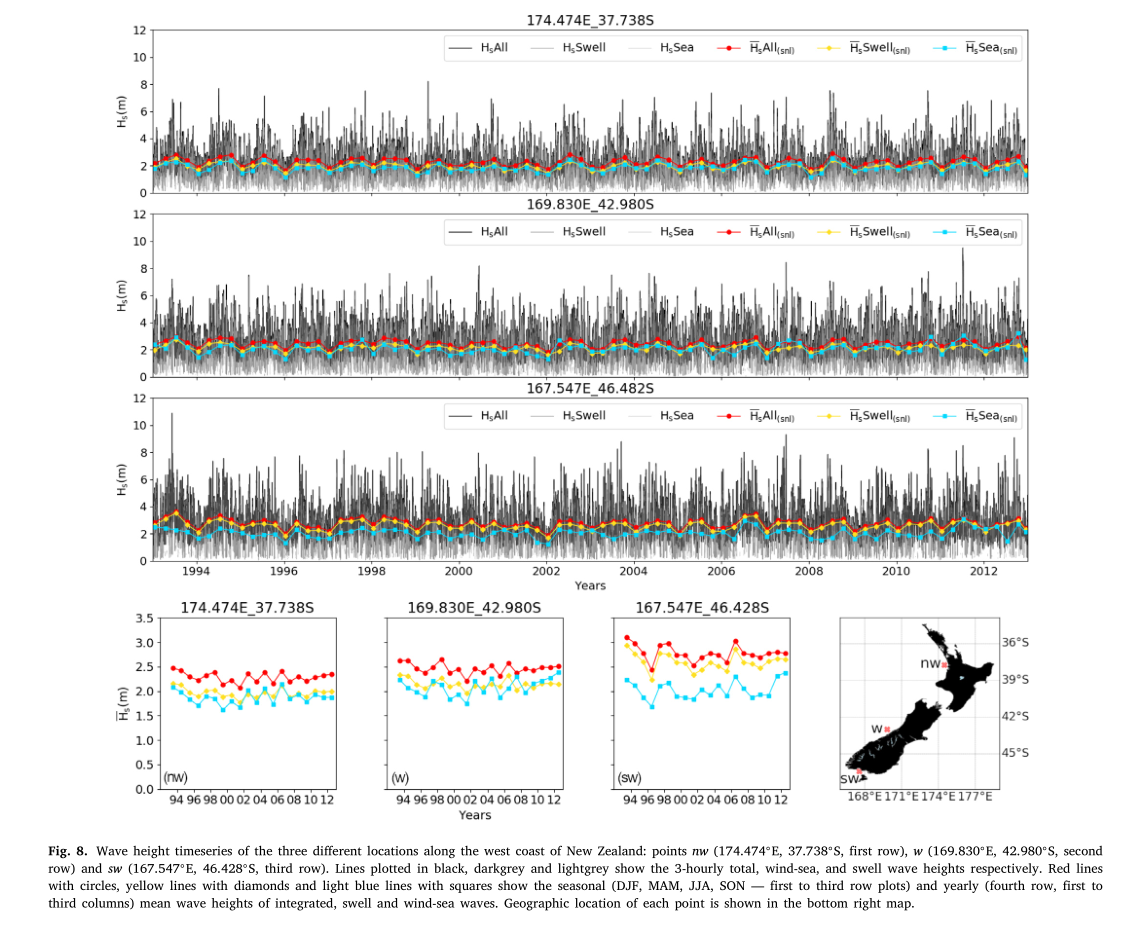 174.474E_37.738S
12
10
8
6
4
2
0
Hs(m)
HsAll HsSwell HsSea H̅sAll(snl) H̅sSwell(snl) H̅sSea(snl)
169.830E_42.980S
12
10
8
6
4
2
0
Hs(m)
HsAll HsSwell HsSea H̅sAll(snl) H̅sSwell(snl) H̅sSea(snl)
167.547E_46.482S
12
10
8
6
4
2
0
Hs(m)
HsAll HsSwell HsSea H̅sAll(snl) H̅sSwell(snl) H̅sSea(snl)
1994 1996 1998 2000 2002 2004 2006 2008 2010 2012
Years
174.474E_37.738S 169.830E_42.980S 167.547E_46.428S
3.5
3.0
2.5
2.0
1.5
1.0
0.5
0.0
H̅s(m)
(nw) (w) (sw)
94 96 98 00 02 04 06 08 10 12 94 96 98 00 02 04 06 08 10 12 94 96 98 00 02 04 06 08 10 12
Years
nw
w
sw
36°S
39°S
42°S
45°S
168°E 171°E 174°E 177°E
Fig. 8. Wave height timeseries of the three different locations along the west coast of New Zealand: points nw (174.474°E, 37.738°S, first row), w (169.830°E, 42.980°S, second
row) and sw (167.547°E, 46.428°S, third row). Lines plotted in black, darkgrey and lightgrey show the 3-hourly total, wind-sea, and swell wave heights respectively. Red lines
with circles, yellow lines with diamonds and light blue lines with squares show the seasonal (DJF, MAM, JJA, SON — first to third row plots) and yearly (fourth row, first to
third columns) mean wave heights of integrated, swell and wind-sea waves. Geographic location of each point is shown in the bottom right map.